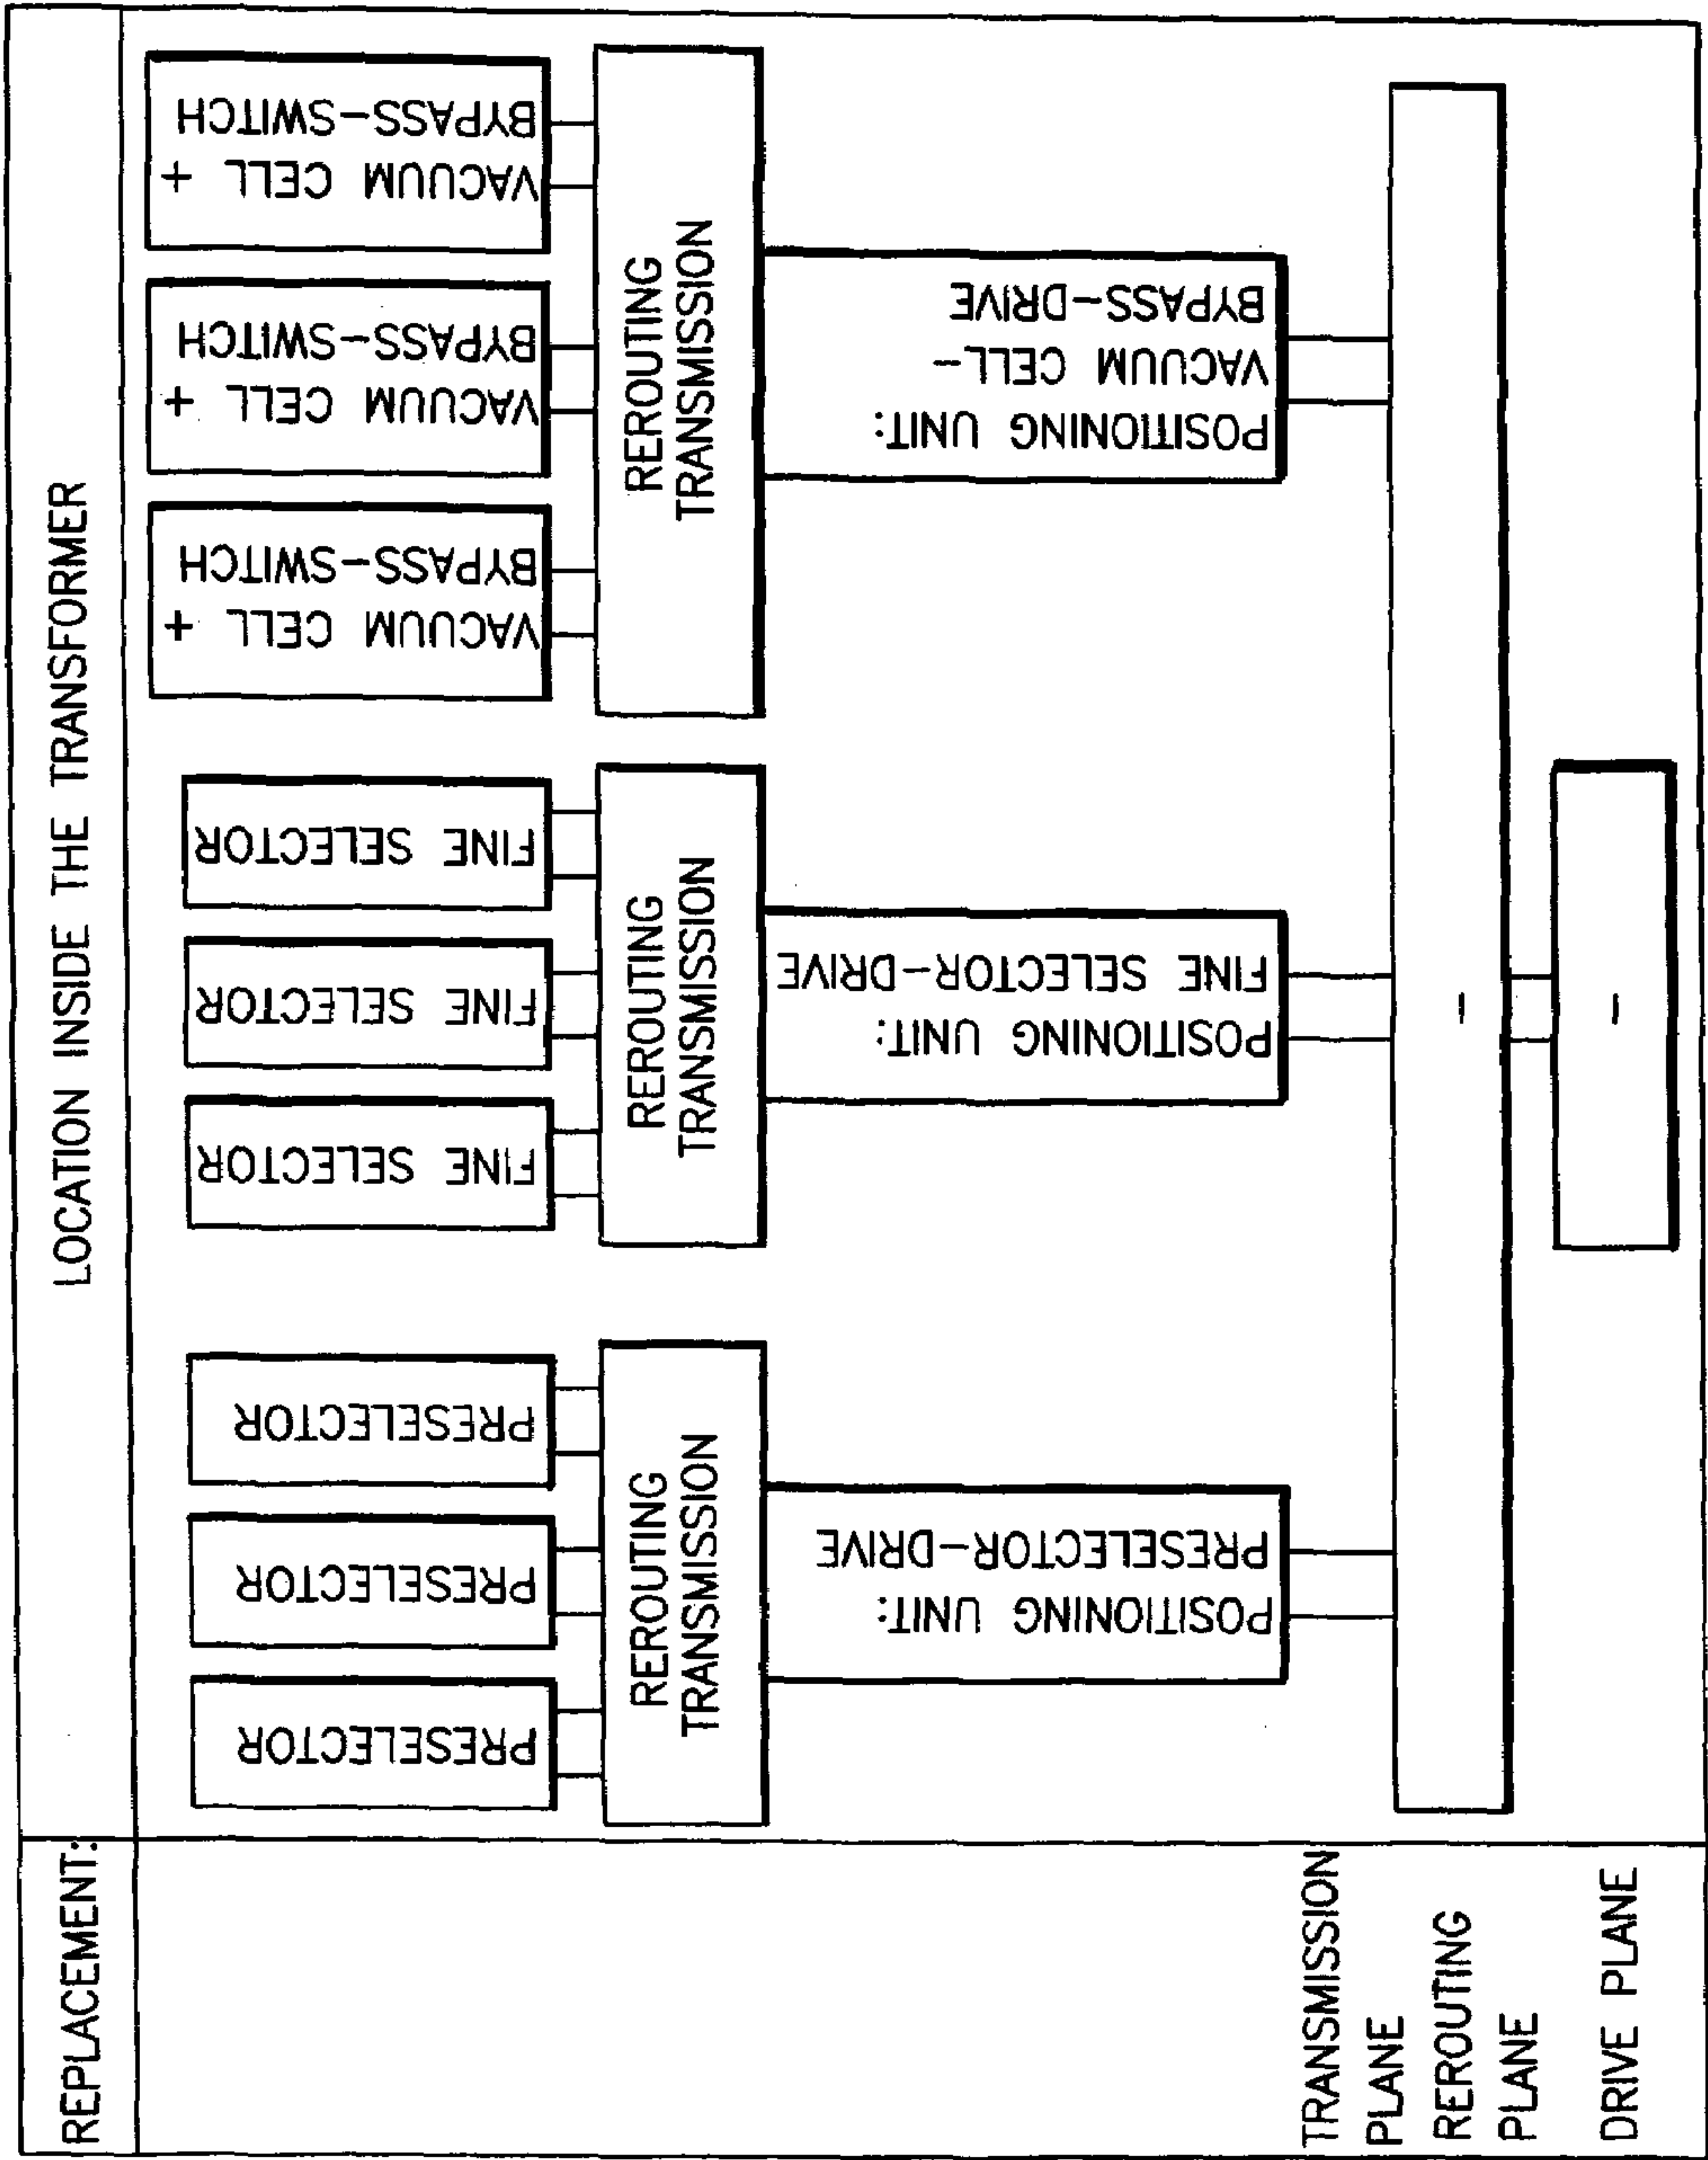 REPLACEMENT:
LOCATION INSIDE THE TRANSFORMER
PRESELECTOR
PRESELECTOR
PRESELECTOR
FINE SELECTOR
FINE SELECTOR
FINE SELECTOR
VACUUM CELL +
BYPASS-SWITCH
VACUUM CELL +
BYPASS-SWITCH
VACUUM CELL +
BYPASS-SWITCH
REROUTING
TRANSMISSION
REROUTING
TRANSMISSION
REROUTING
TRANSMISSION
POSITIONING UNIT:
PRESELECTOR-DRIVE
POSITIONING UNIT:
FINE SELECTOR-DRIVE
POSITIONING UNIT:
VACUUM CELL-
BYPASS-DRIVE
TRANSMISSION
PLANE
REROUTING
PLANE
-
DRIVE PLANE
-